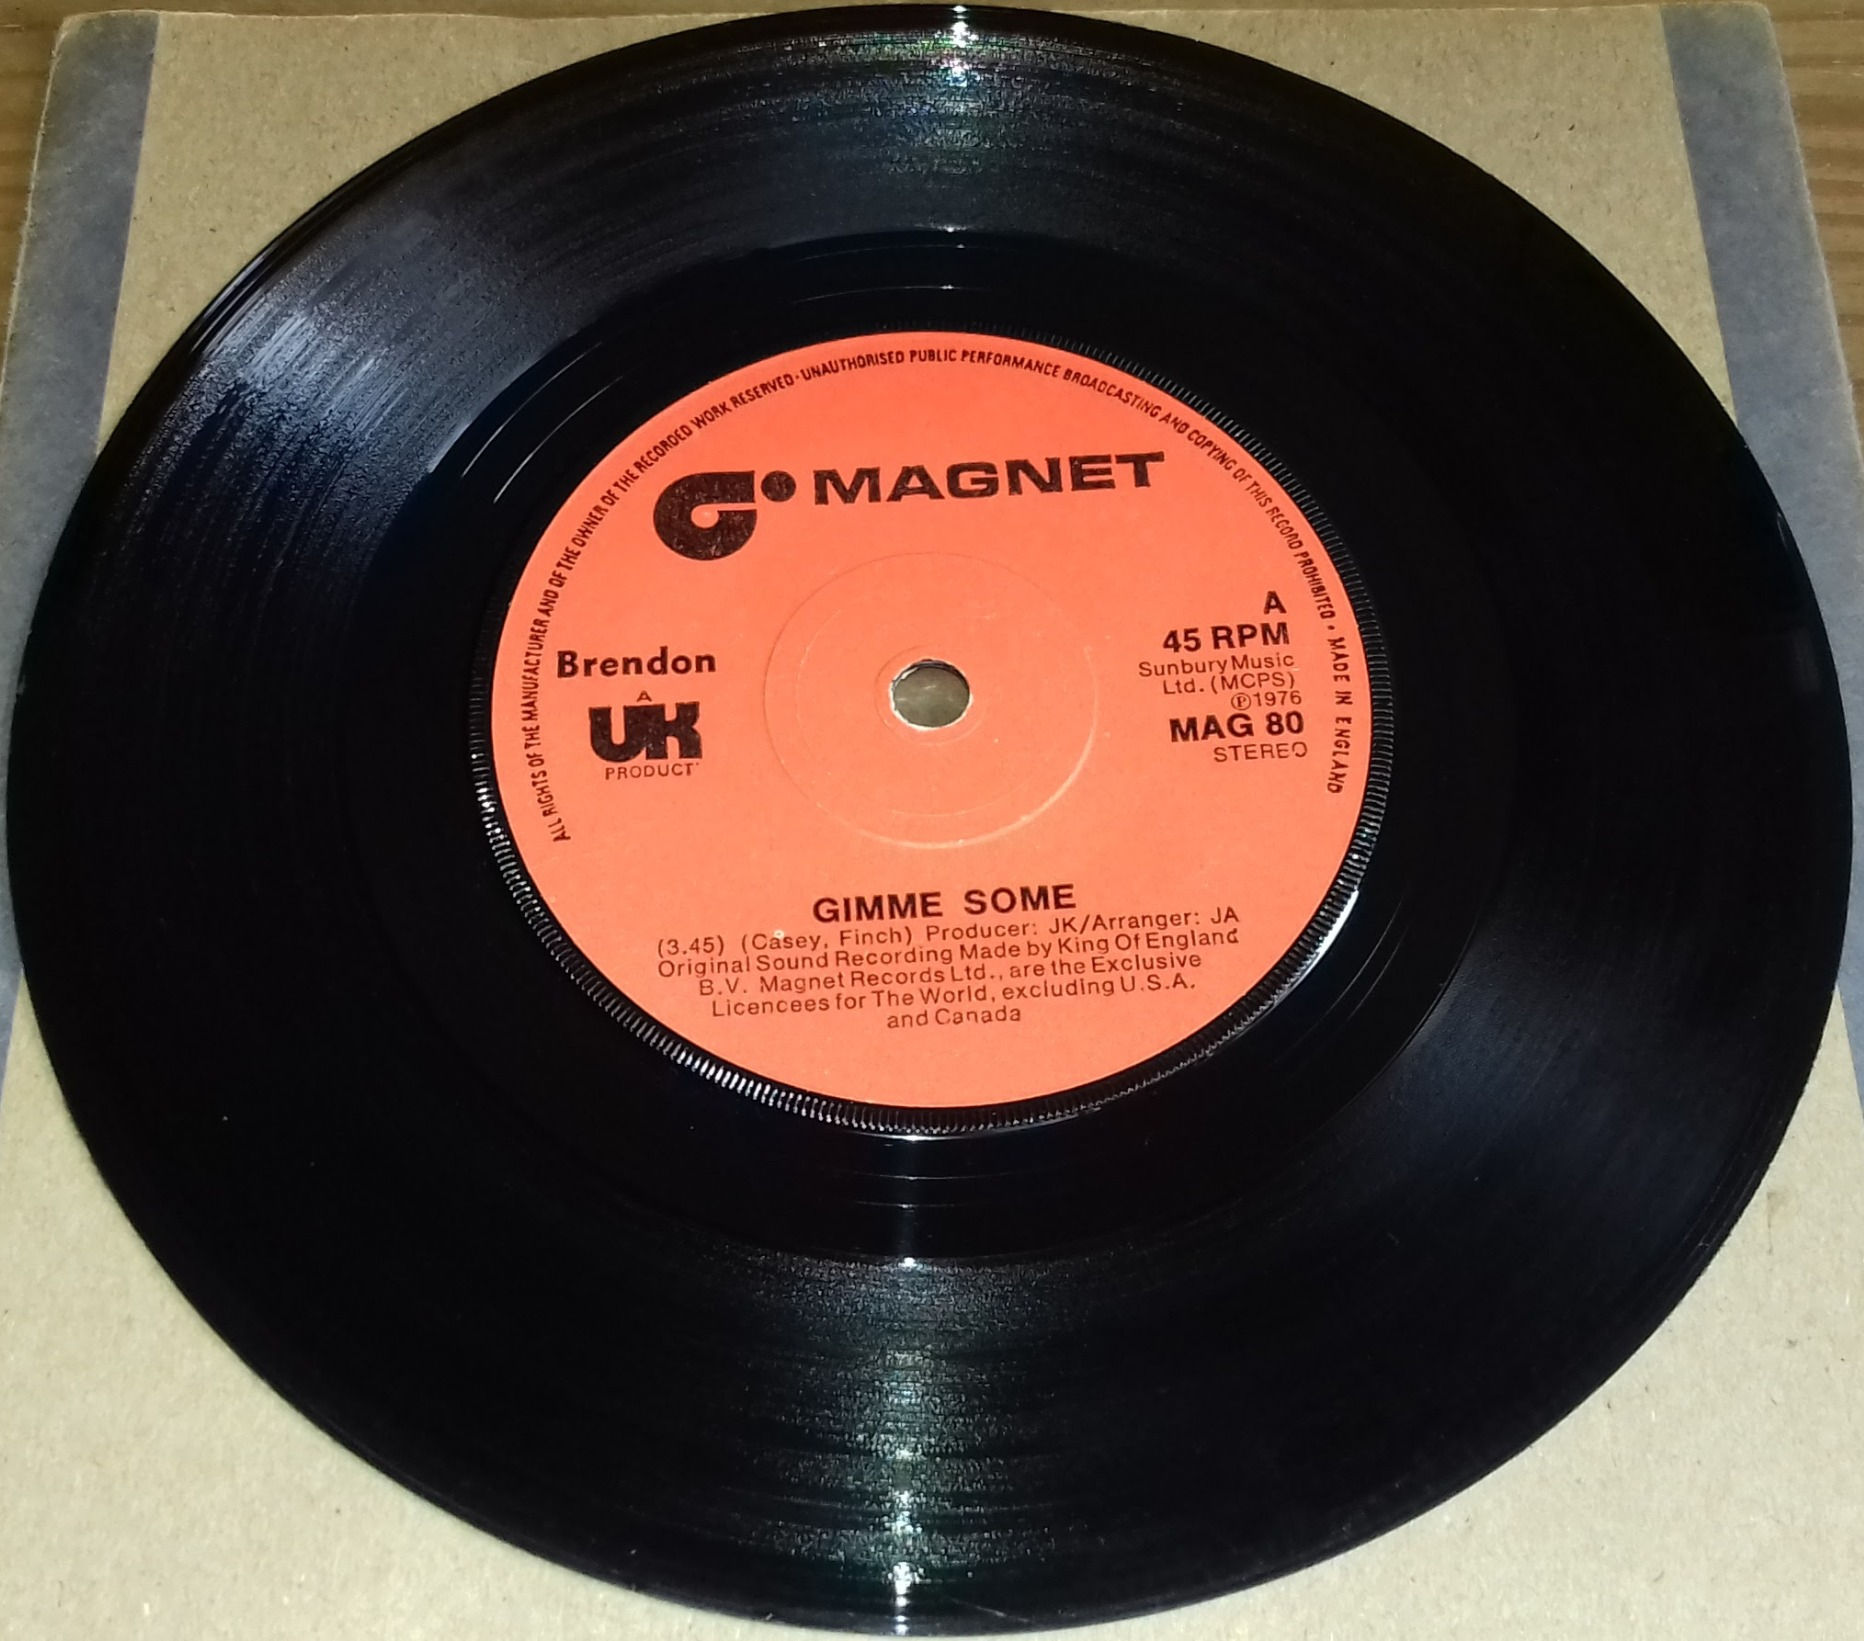 ALL RIGHTS OF THE MANUFACTURER AND OF THE OWNER OF THE RECORDED WORK RESERVED - UNAUTHORISED PUBLIC PERFORMANCE BROADCASTING AND COPYING OF THIS RECORD PROHIBITED • MADE IN ENGLAND
MAGNET
Brendon
A
UK
PRODUCT
A
45 RPM
Sunbury Music
Ltd. (MCPS)
℗1976
MAG 80
STEREO
GIMME SOME
(3.45) (Casey, Finch) Producer: JK/Arranger: JA
Original Sound Recording Made by King Of England
B.V. Magnet Records Ltd., are the Exclusive
Licencees for The World, excluding U.S.A.
and Canada